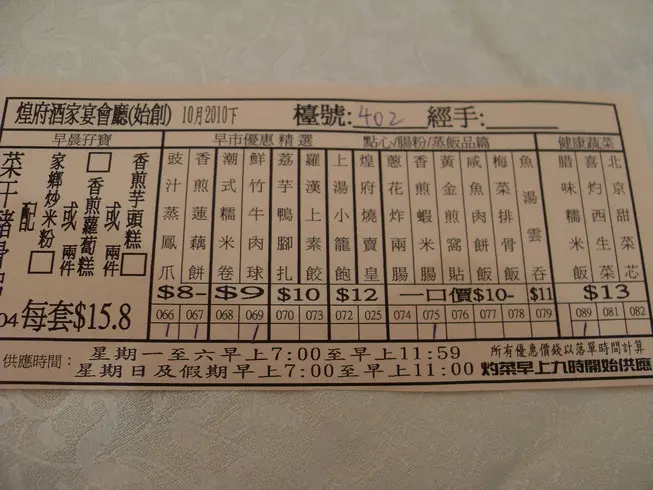 煌府酒家宴會廳(始創) 10月2010下 檯號: 402 經手:
早晨孖寶
早市優惠精選
點心/腸粉/蒸飯品篇
健康蔬菜
香煎芋頭糕
或兩件
香煎蘿蔔糕
或兩件
家鄉炒米粉
配
菜干豬骨
04 每套$15.8
豉汁蒸鳳爪
香煎蓮藕餅
潮式糯米卷
鮮竹牛肉球
荔芋鴨腳扎
羅漢上素餃
上湯小籠飽
煌府燒賣皇
蔥花炸兩腸
香煎蝦米腸
黃金窩貼
咸魚肉餅飯
梅菜排骨飯
魚湯雲吞
腊味糯米飯
喜灼西生菜
北京甜菜芯
$8- $9 $10 $12 一口價$10- $11 $13
066 067 068 069 070 073 072 025 074 075 076 077 078 079 089 081 082
供應時間: 星期一至六早上7:00至早上11:59 所有優惠價錢以落單時間計算
星期日及假期早上7:00至早上11:00 灼菜早上九時開始供應